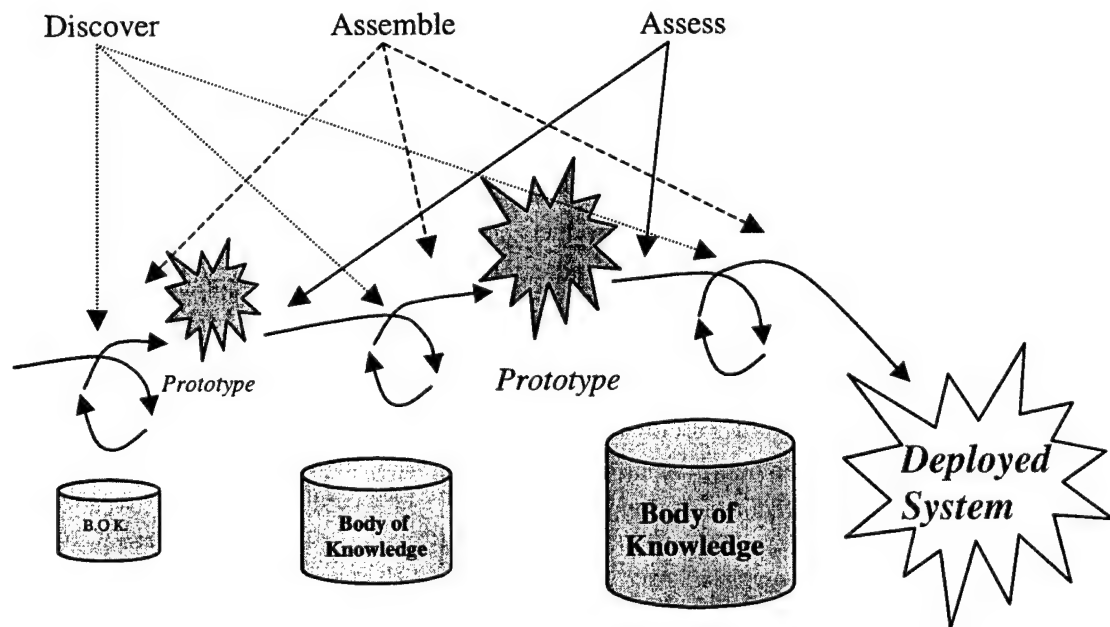 Discover
Assemble
Assess
Prototype
Prototype
B.O.K.
Body of
Knowledge
Body of
Knowledge
Deployed
System